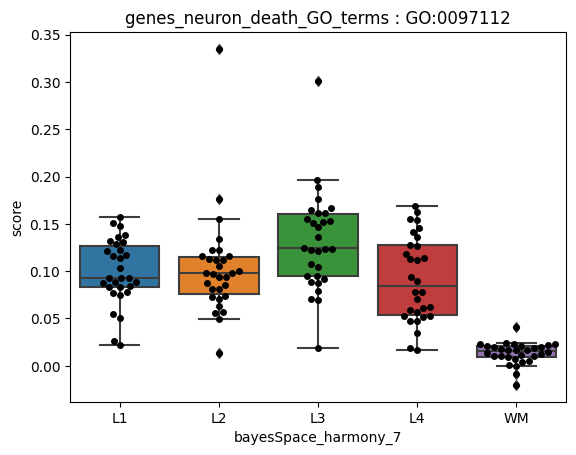 genes_neuron_death_GO_terms : GO:0097112
score
0.35
0.30
0.25
0.20
0.15
0.10
0.05
0.00
L1 L2 L3 L4 WM
bayesSpace_harmony_7